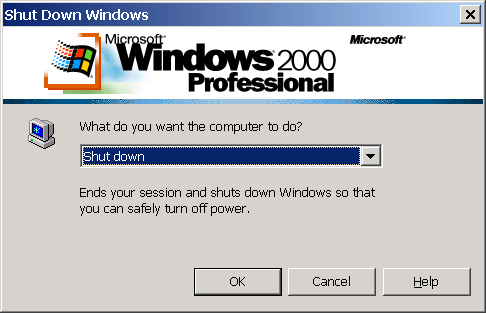 Shut Down Windows
Microsoft® Microsoft®
Windows 2000
Professional
What do you want the computer to do?
Shut down
Ends your session and shuts down Windows so that
you can safely turn off power.
OK Cancel Help